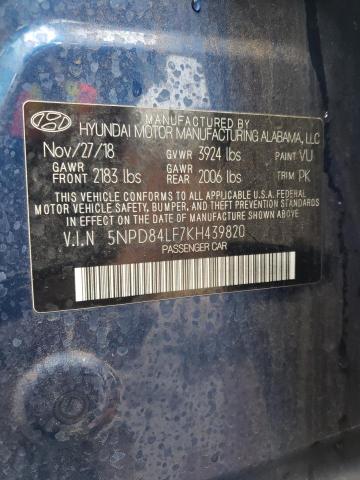 MANUFACTURED BY
HYUNDAI MOTOR MANUFACTURING ALABAMA, LLC
Nov/27/18 GVWR 3924 lbs PAINT VU
GAWR FRONT 2183 lbs GAWR REAR 2006 lbs TRIM PK
THIS VEHICLE CONFORMS TO ALL APPLICABLE U.S.A. FEDERAL
MOTOR VEHICLE SAFETY, BUMPER, AND THEFT PREVENTION STANDARDS
IN EFFECT ON THE DATE OF MANUFACTURE SHOWN ABOVE.
V.I.N 5NPD84LF7KH439820
PASSENGER CAR